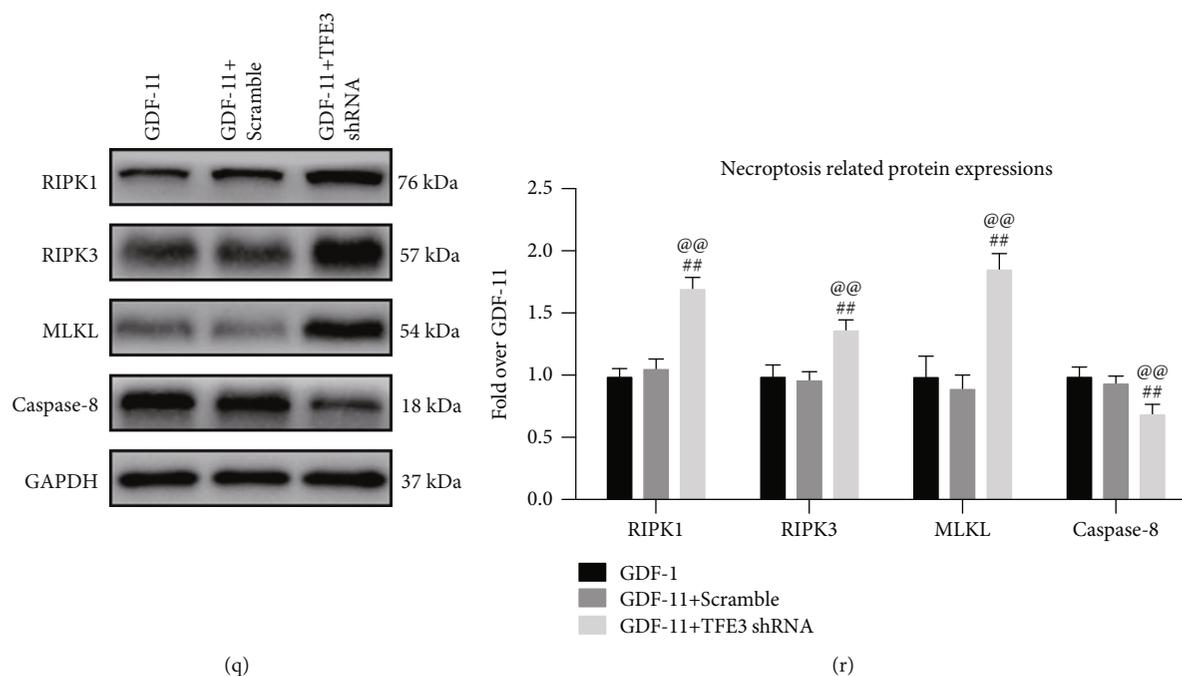 GDF-11
GDF-11+
Scramble
GDF-11+TFE3
shRNA
RIPK1
76 kDa
RIPK3
57 kDa
MLKL
54 kDa
Caspase-8
18 kDa
GAPDH
37 kDa
(q)
Necroptosis related protein expressions
Fold over GDF-11
2.5
2.0
1.5
1.0
0.5
0.0
@@
##
@@
##
@@
##
@@
##
RIPK1
RIPK3
MLKL
Caspase-8
GDF-1
GDF-11+Scramble
GDF-11+TFE3 shRNA
(r)